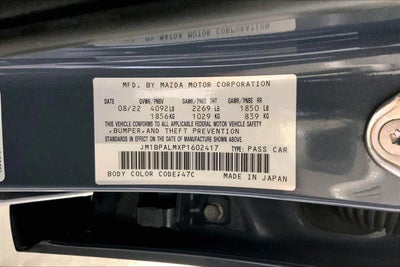 MFD. BY MAZDA MOTOR CORPORATION
DATE GVWR/PNBV GAWR/PNBE FR GAWR/PNBE RR
08/22 4092LB 2269 LB 1850 LB
1856KG 1029 KG 839 KG
THIS VEHICLE CONFORMS TO ALL APPLICABLE FEDERAL MOTOR VEHICLE SAFETY
,BUMPER,AND THEFT PREVENTION
STANDARDS IN EFFECT ON THE DATE OF MANUFACTURE SHOWN ABOVE.
JM1BPALMXP1602417 TYPE:PASS CAR
BODY COLOR CODE:47C
MADE IN JAPAN